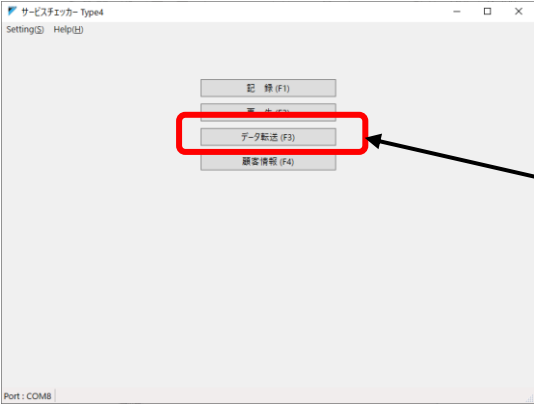 サービスチェッカー Type4
Setting(S) Help(H)
記 録 (F1)
データ転送 (F3)
顧客情報 (F4)
Port : COM8